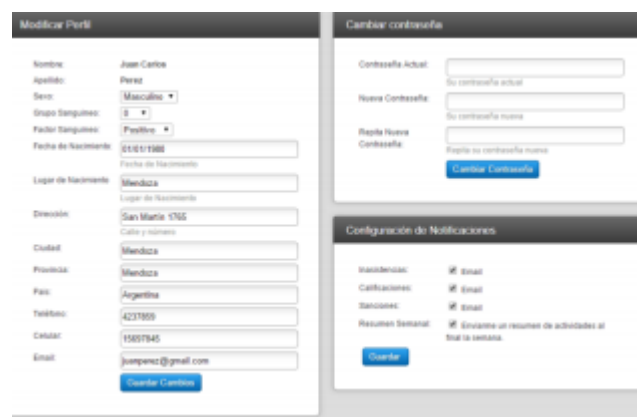 Modificar Perfil
Nombre: Juan Carlos
Apellido: Perez
Sexo: Masculino
Grupo Sanguineo: 0
Factor Sanguineo: Positivo
Fecha de Nacimiento 01/01/1980
Fecha de Nacimiento
Lugar de Nacimiento Mendoza
Lugar de Nacimiento
Dirección: San Martín 1765
Calle y número
Ciudad: Mendoza
Provincia: Mendoza
País: Argentina
Teléfono: 4237859
Celular: 15697845
Email: juanperez@gmail.com
Guardar Cambios
Cambiar contraseña
Contraseña Actual:
Su contraseña actual
Nueva Contraseña:
Su contraseña nueva
Repita Nueva
Contraseña:
Repita su contraseña nueva
Cambiar Contraseña
Configuración de Notificaciones
Inasistencias: Email
Calificaciones: Email
Sanciones: Email
Resumen Semanal: Enviarme un resumen de actividades al
final la semana.
Guardar